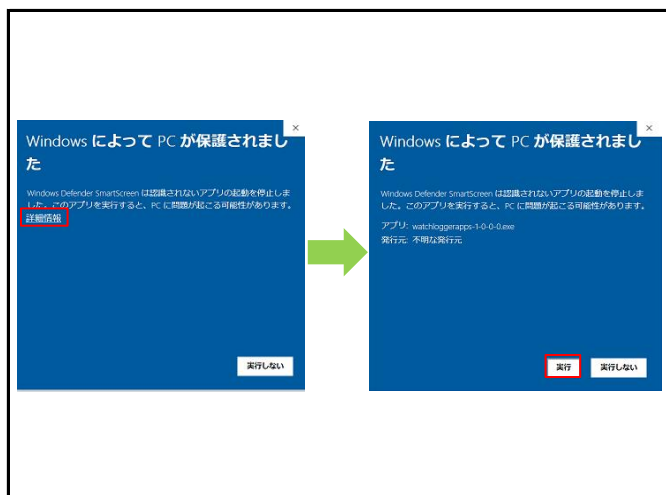 ×
Windows によって PC が保護されまし
た
Windows Defender SmartScreen は認識されないアプリの起動を停止しま
した。このアプリを実行すると、PC に問題が起こる可能性があります。
詳細情報
実行しない
×
Windows によって PC が保護されまし
た
Windows Defender SmartScreen は認識されないアプリの起動を停止しま
した。このアプリを実行すると、PC に問題が起こる可能性があります。
アプリ: watchloggerapps-1-0-0-0.exe
発行元: 不明な発行元
実行
実行しない